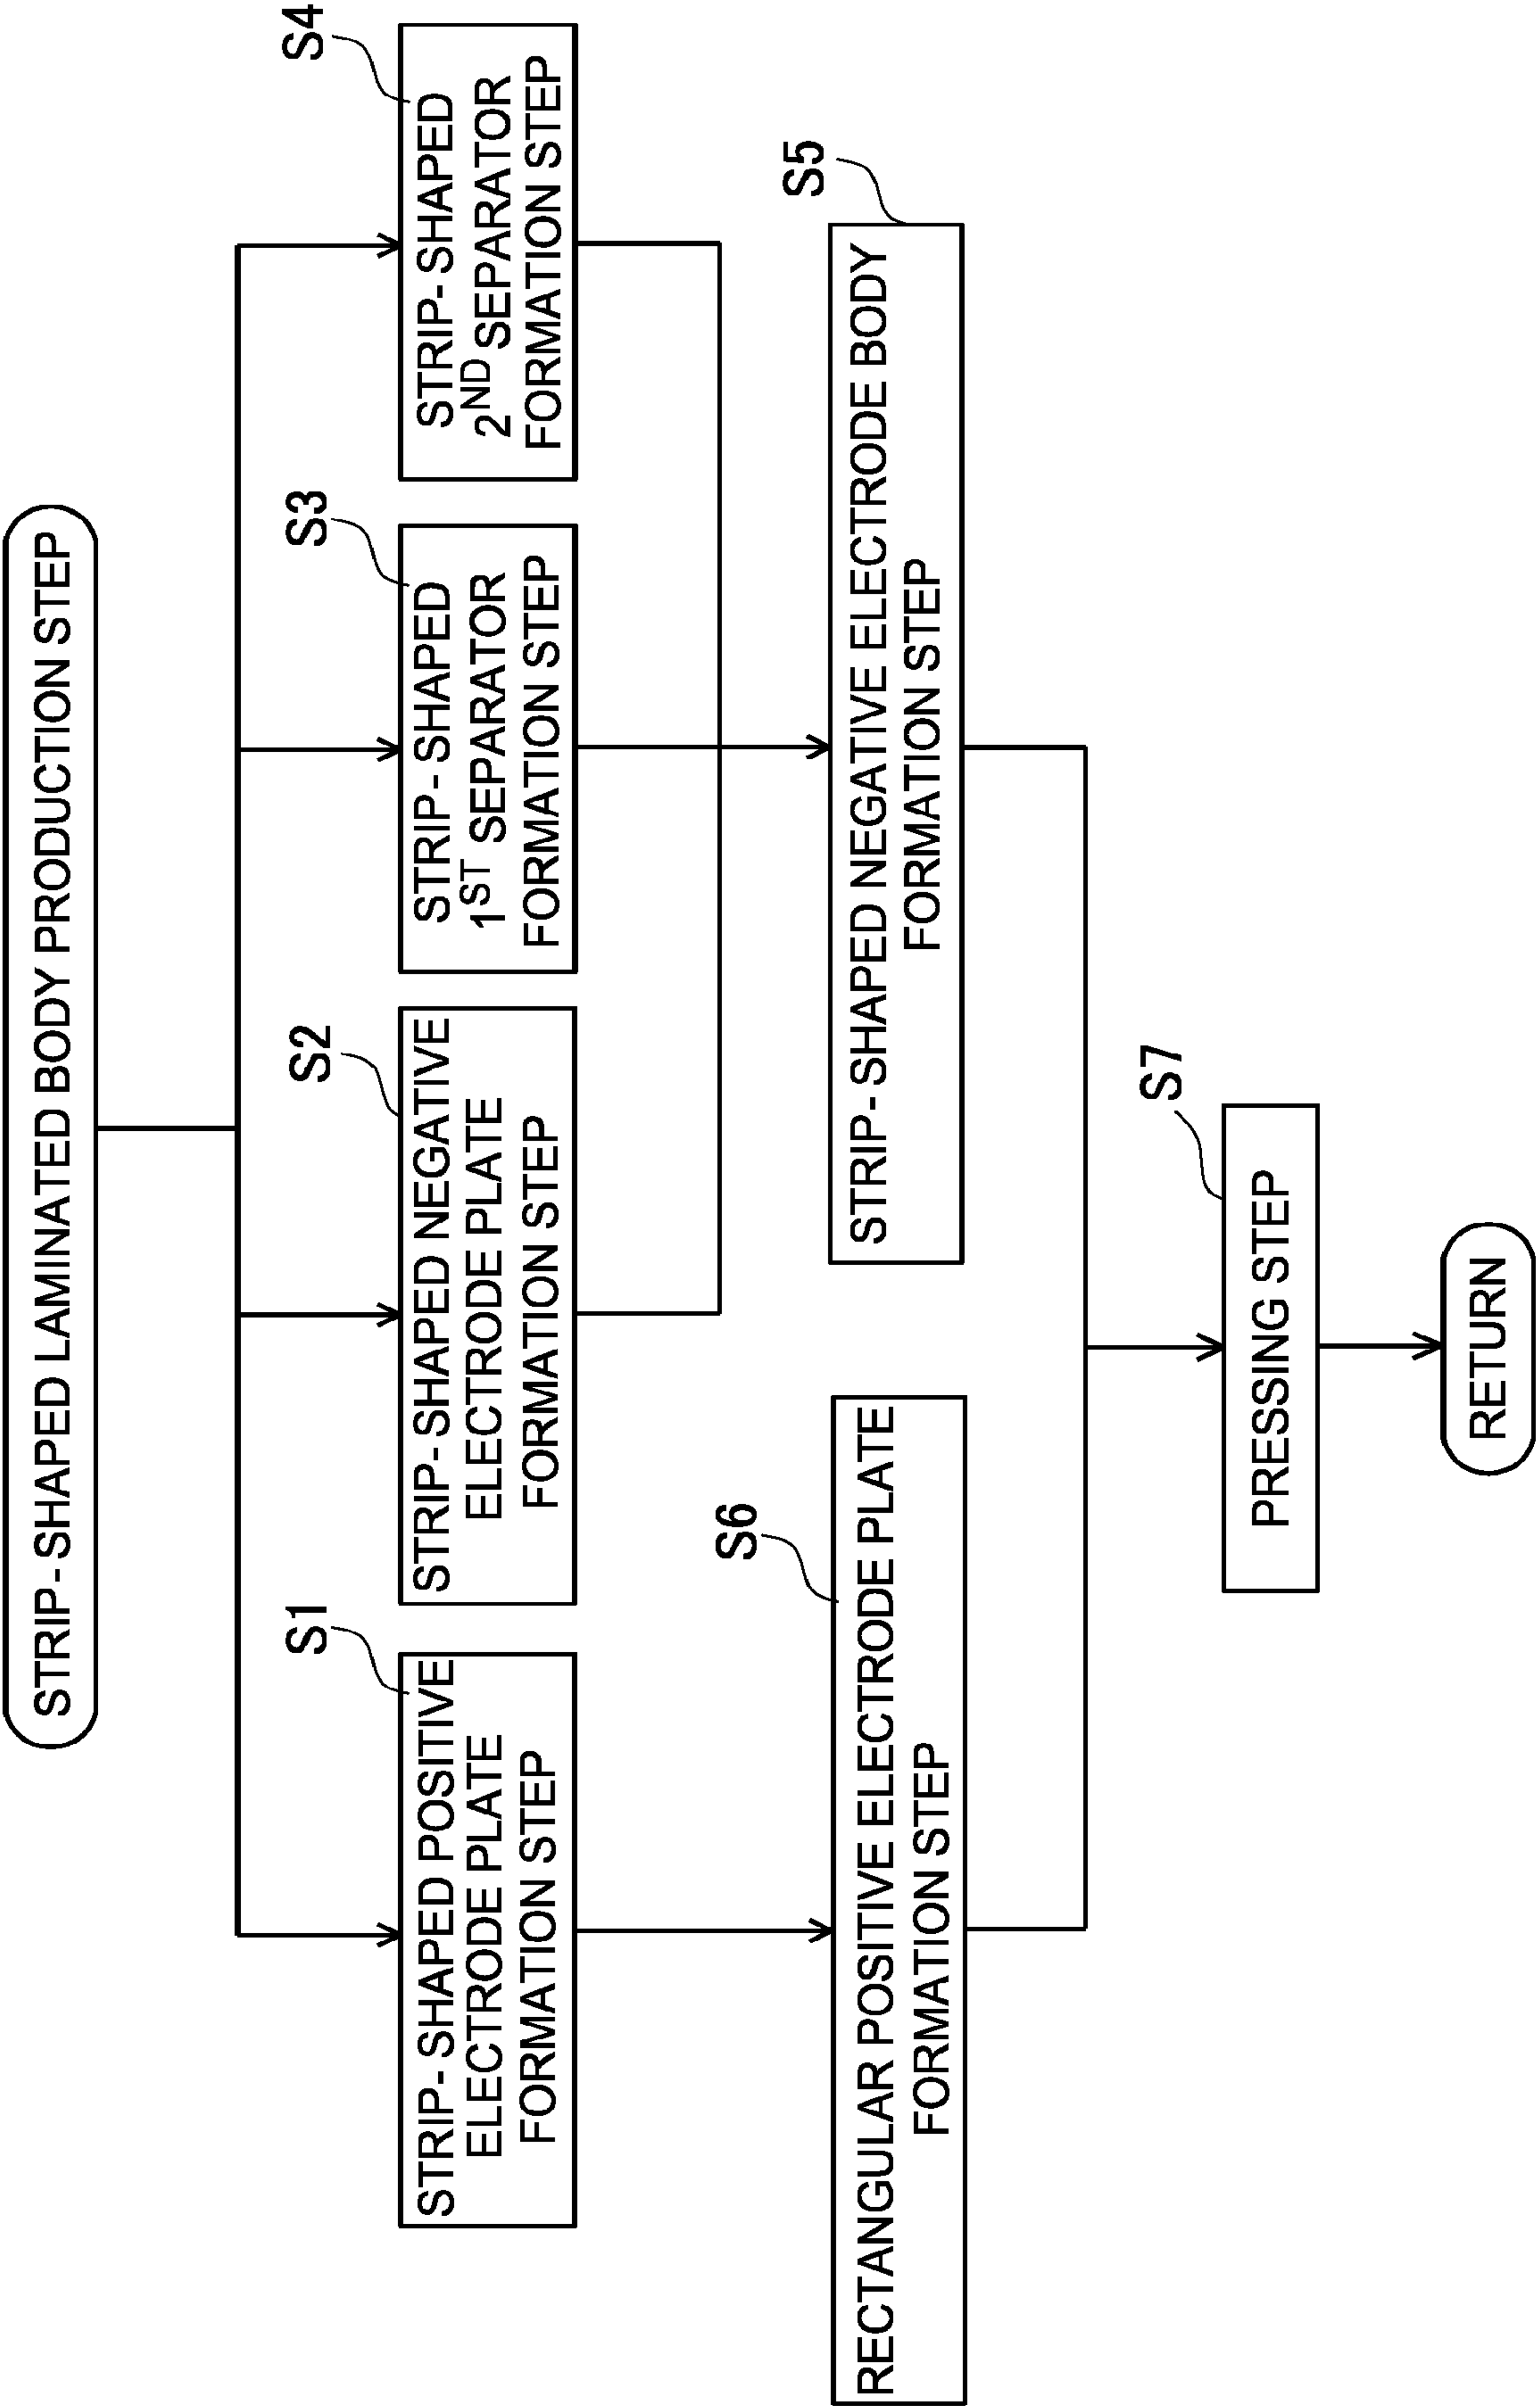 STRIP-SHAPED LAMINATED BODY PRODUCTION STEP
S1
STRIP-SHAPED POSITIVE
ELECTRODE PLATE
FORMATION STEP
S2
STRIP-SHAPED NEGATIVE
ELECTRODE PLATE
FORMATION STEP
S3
STRIP-SHAPED
1ST SEPARATOR
FORMATION STEP
S4
STRIP-SHAPED
2ND SEPARATOR
FORMATION STEP
S6
RECTANGULAR POSITIVE ELECTRODE PLATE
FORMATION STEP
S5
STRIP-SHAPED NEGATIVE ELECTRODE BODY
FORMATION STEP
S7
PRESSING STEP
RETURN